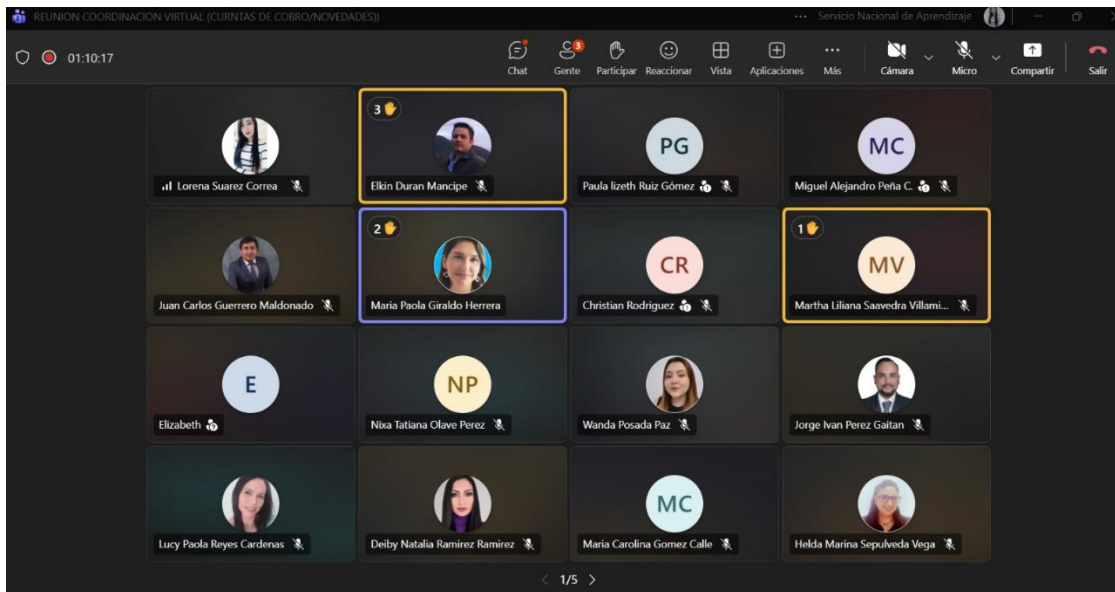 REUNION COORDINACION VIRTUAL (CURNTAS DE COBRO/NOVEDADES))
Servicio Nacional de Aprendizaje
01:10:17
3
Chat Gente Participar Reaccionar Vista Aplicaciones Más Cámara Micro Compartir Salir
3
PG
MC
Lorena Suarez Correa
Elkin Duran Mancipe
Paula lizeth Ruiz Gómez
Miguel Alejandro Peña C.
2
1
CR
MV
Juan Carlos Guerrero Maldonado
Maria Paola Giraldo Herrera
Christian Rodriguez
Martha Liliana Saavedra Villami...
E
NP
Elizabeth
Nixa Tatiana Olave Perez
Wanda Posada Paz
Jorge Ivan Perez Gaitan
MC
Lucy Paola Reyes Cardenas
Deiby Natalia Ramirez Ramirez
Maria Carolina Gomez Calle
Helda Marina Sepulveda Vega
1/5